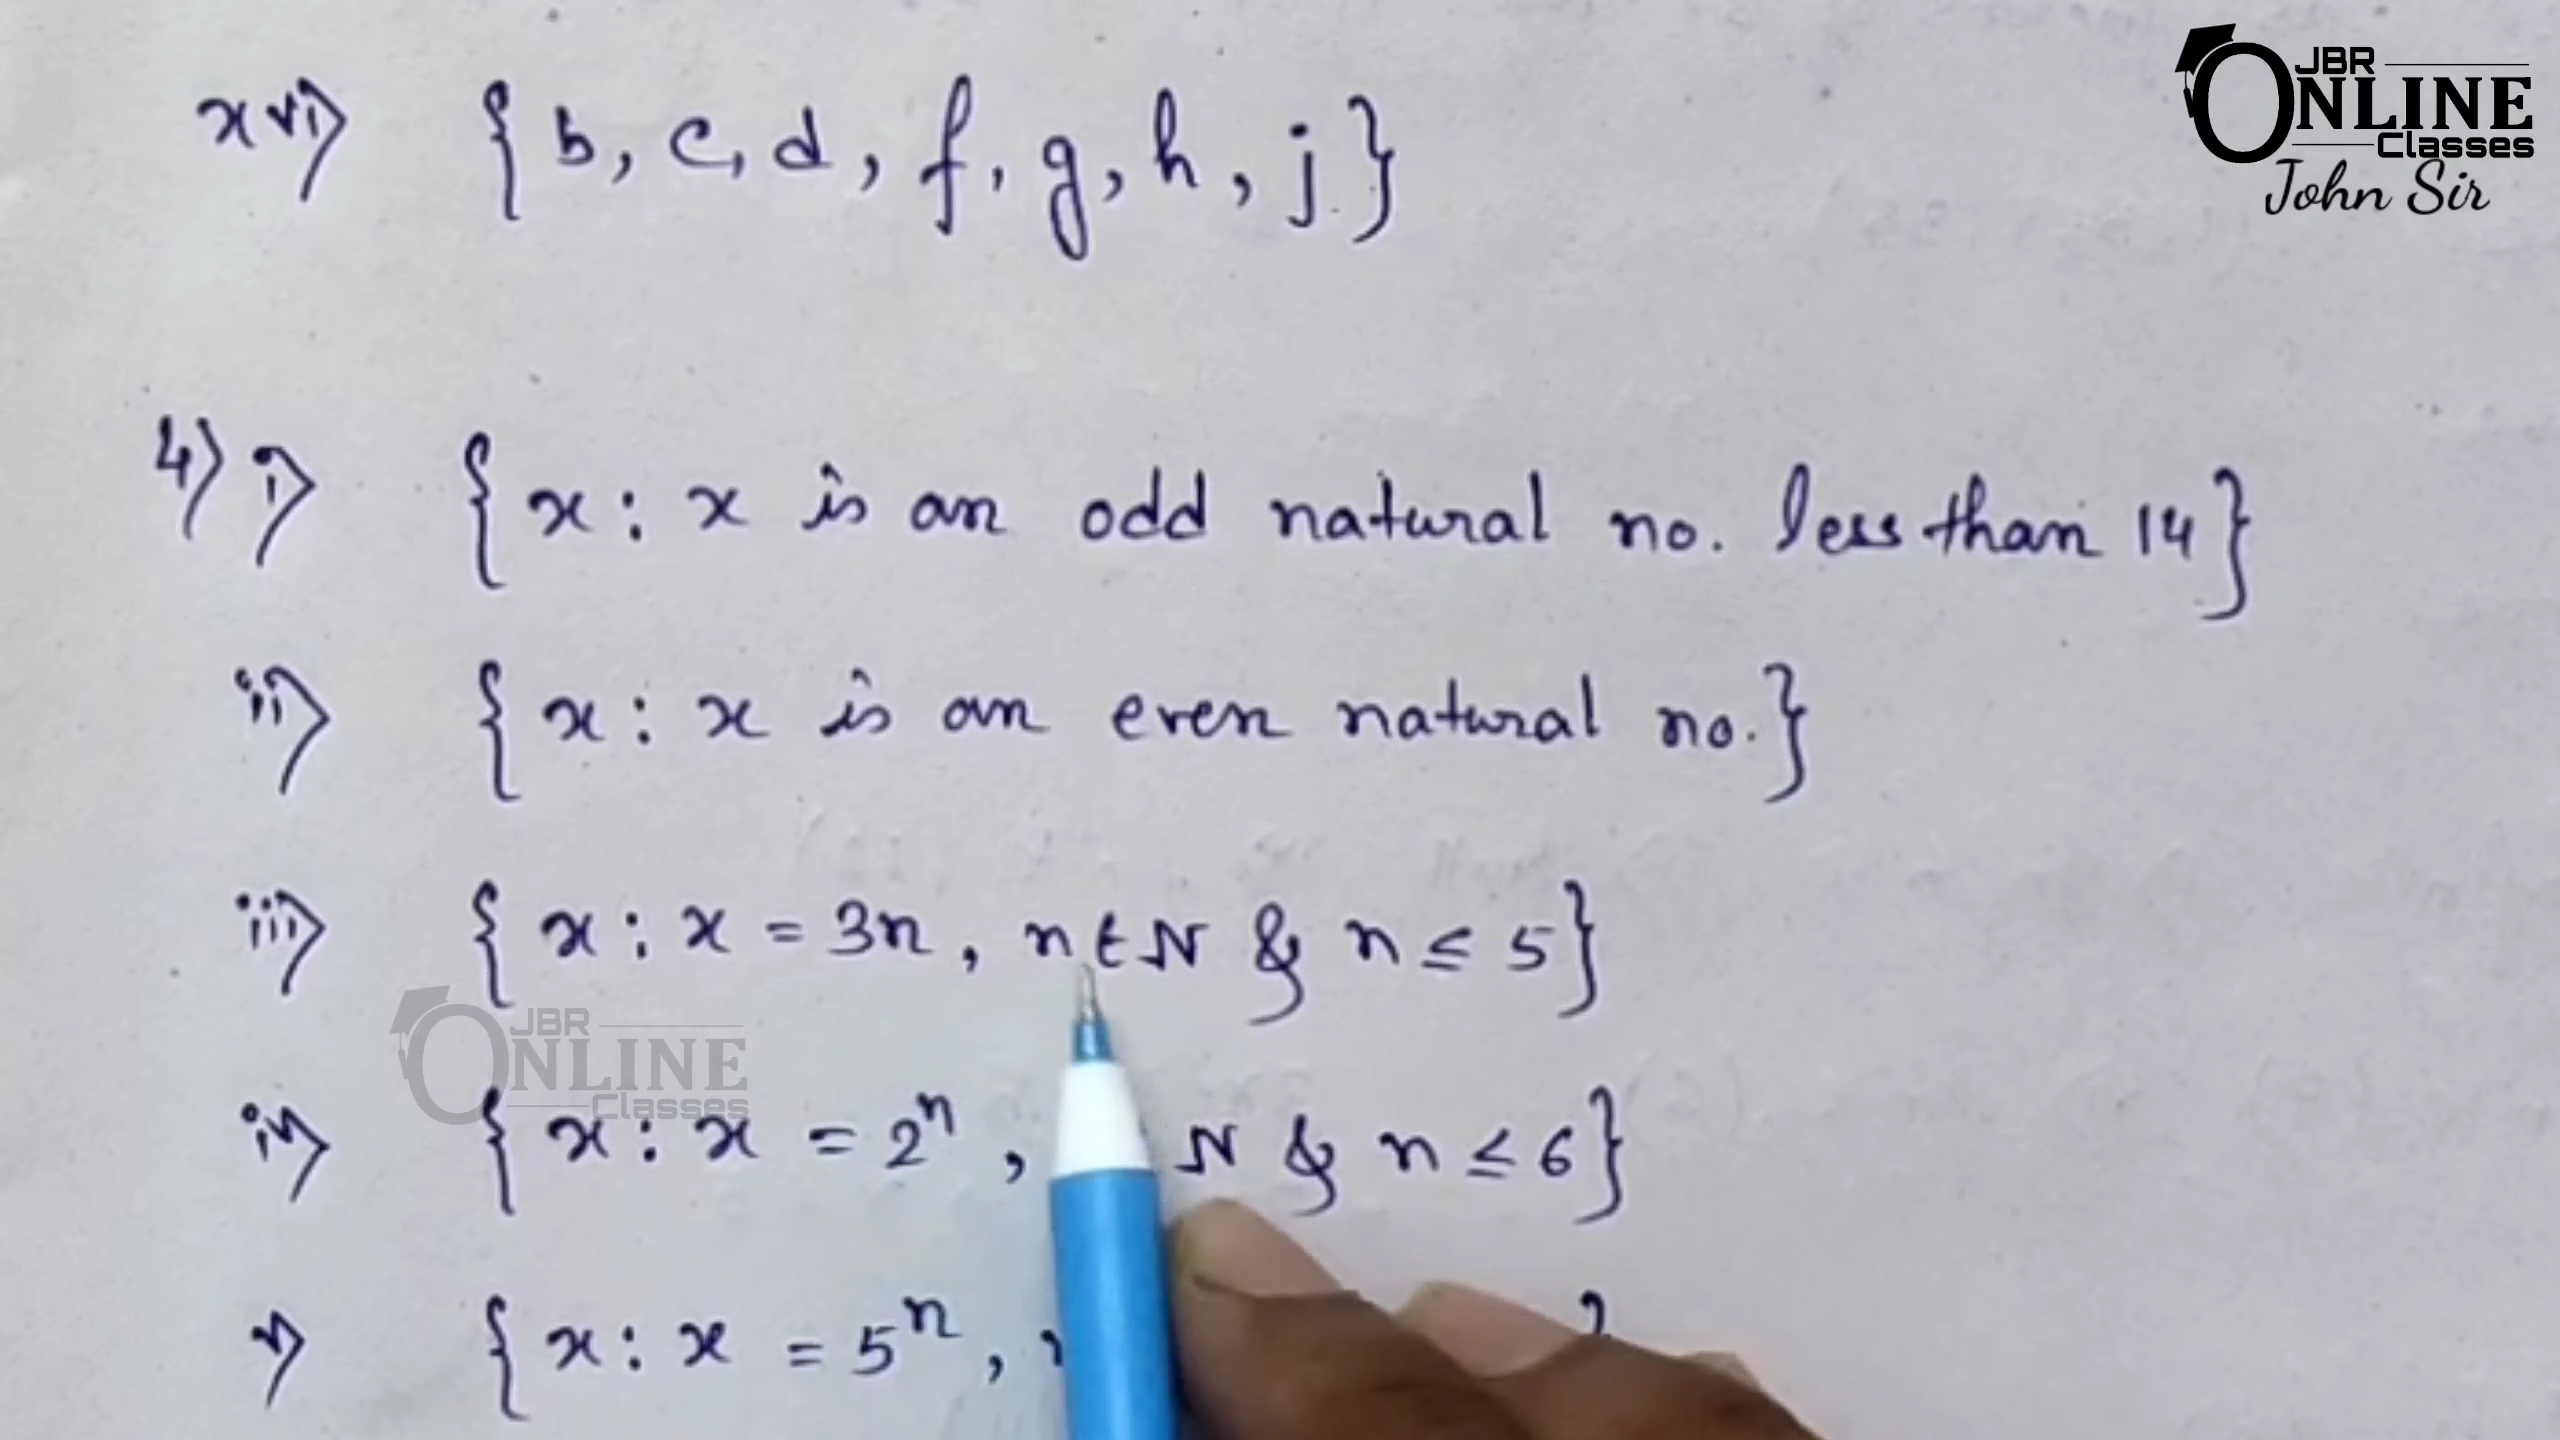 JBR
ONLINE
Classes
John Sir
xvi) {b, c, d, f, g, h, j}
4) i) {x : x is an odd natural no. less than 14}
ii) {x : x is an even natural no.}
iii) {x : x = 3n, n ∈ N & n ≤ 5}
JBR
ONLINE
Classes
iv) {x : x = 2ⁿ, N & n ≤ 6}
v) {x : x = 5ⁿ,